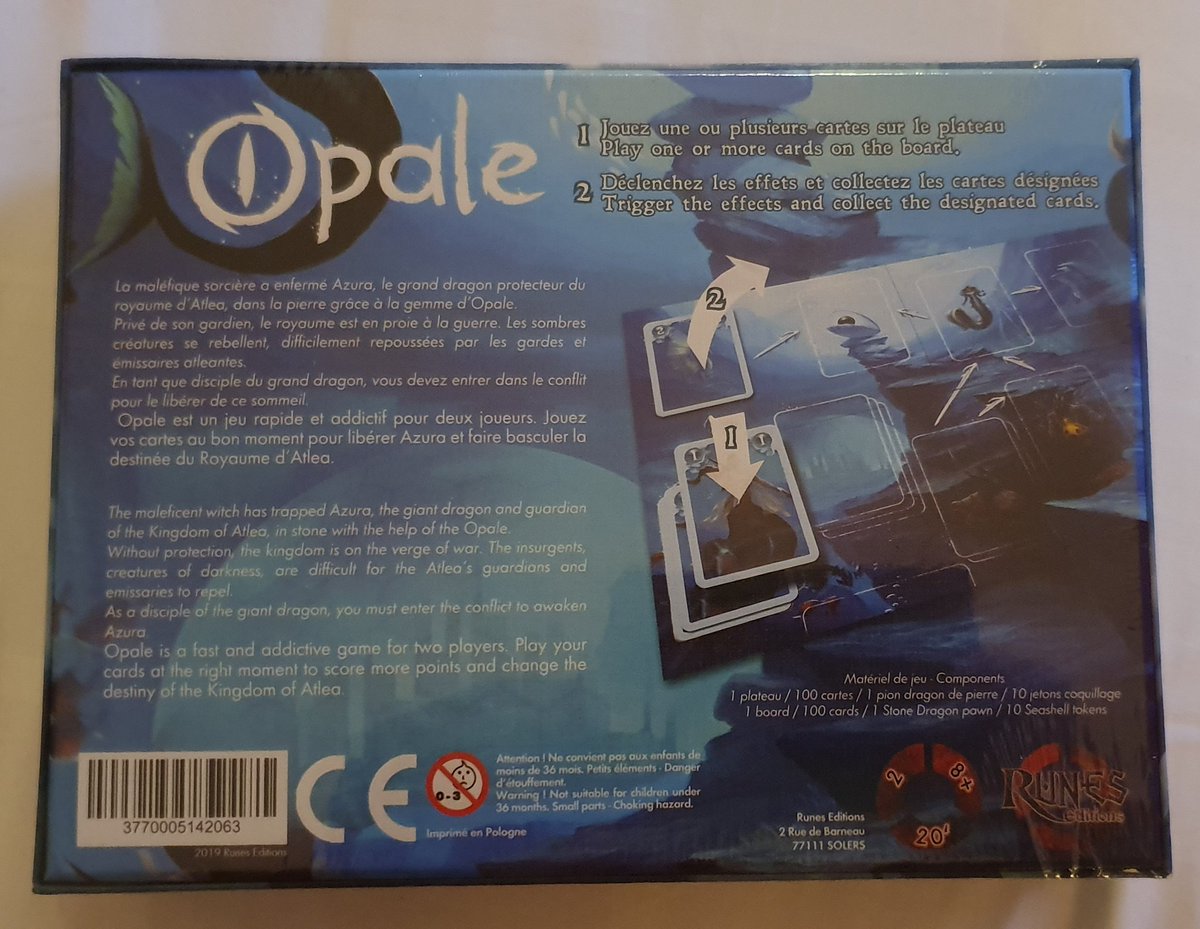 Opale
1 Jouez une ou plusieurs cartes sur le plateau
Play one or more cards on the board.
2 Déclenchez les effets et collectez les cartes désignées
Trigger the effects and collect the designated cards.
La maléfique sorcière a enfermé Azura, le grand dragon protecteur du
royaume d'Atlea, dans la pierre grâce à la gemme d'Opale.
Privé de son gardien, le royaume est en proie à la guerre. Les sombres
créatures se rebellent, difficilement repoussées par les gardes et
émissaires atleantes.
En tant que disciple du grand dragon, vous devez entrer dans le conflit
pour le libérer de ce sommeil.
Opale est un jeu rapide et addictif pour deux joueurs. Jouez
vos cartes au bon moment pour libérer Azura et faire basculer la
destinée du Royaume d'Atlea.
The maleficent witch has trapped Azura, the giant dragon and guardian
of the Kingdom of Atlea, in stone with the help of the Opale.
Without protection, the kingdom is on the verge of war. The insurgents,
creatures of darkness, are difficult for the Atlea's guardians and
emissaries to repel.
As a disciple of the giant dragon, you must enter the conflict to awaken
Azura.
Opale is a fast and addictive game for two players. Play your
cards at the right moment to score more points and change the
destiny of the Kingdom of Atlea.
2
2
1
1
1
Matériel de jeu - Components
1 plateau / 100 cartes / 1 pion dragon de pierre / 10 jetons coquillage
1 board / 100 cards / 1 Stone Dragon pawn / 10 Seashell tokens
3770005142063
2019 Runes Editions
CE
0-3
Attention ! Ne convient pas aux enfants de
moins de 36 mois. Petits éléments - Danger
d'étouffement.
Warning ! Not suitable for children under
36 months. Small parts - Choking hazard.
Imprimé en Pologne
Runes Editions
2 Rue de Barneau
77111 SOLERS
2
8+
20'
RUNES
editions